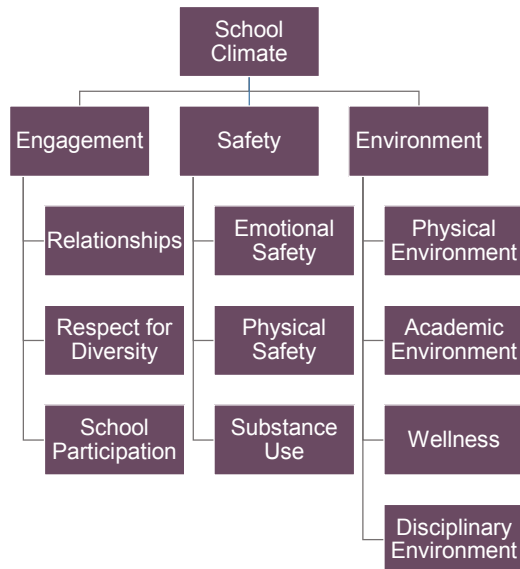 School
Climate
Engagement
Safety
Environment
Relationships
Emotional
Safety
Physical
Environment
Respect for
Diversity
Physical
Safety
Academic
Environment
School
Participation
Substance
Use
Wellness
Disciplinary
Environment